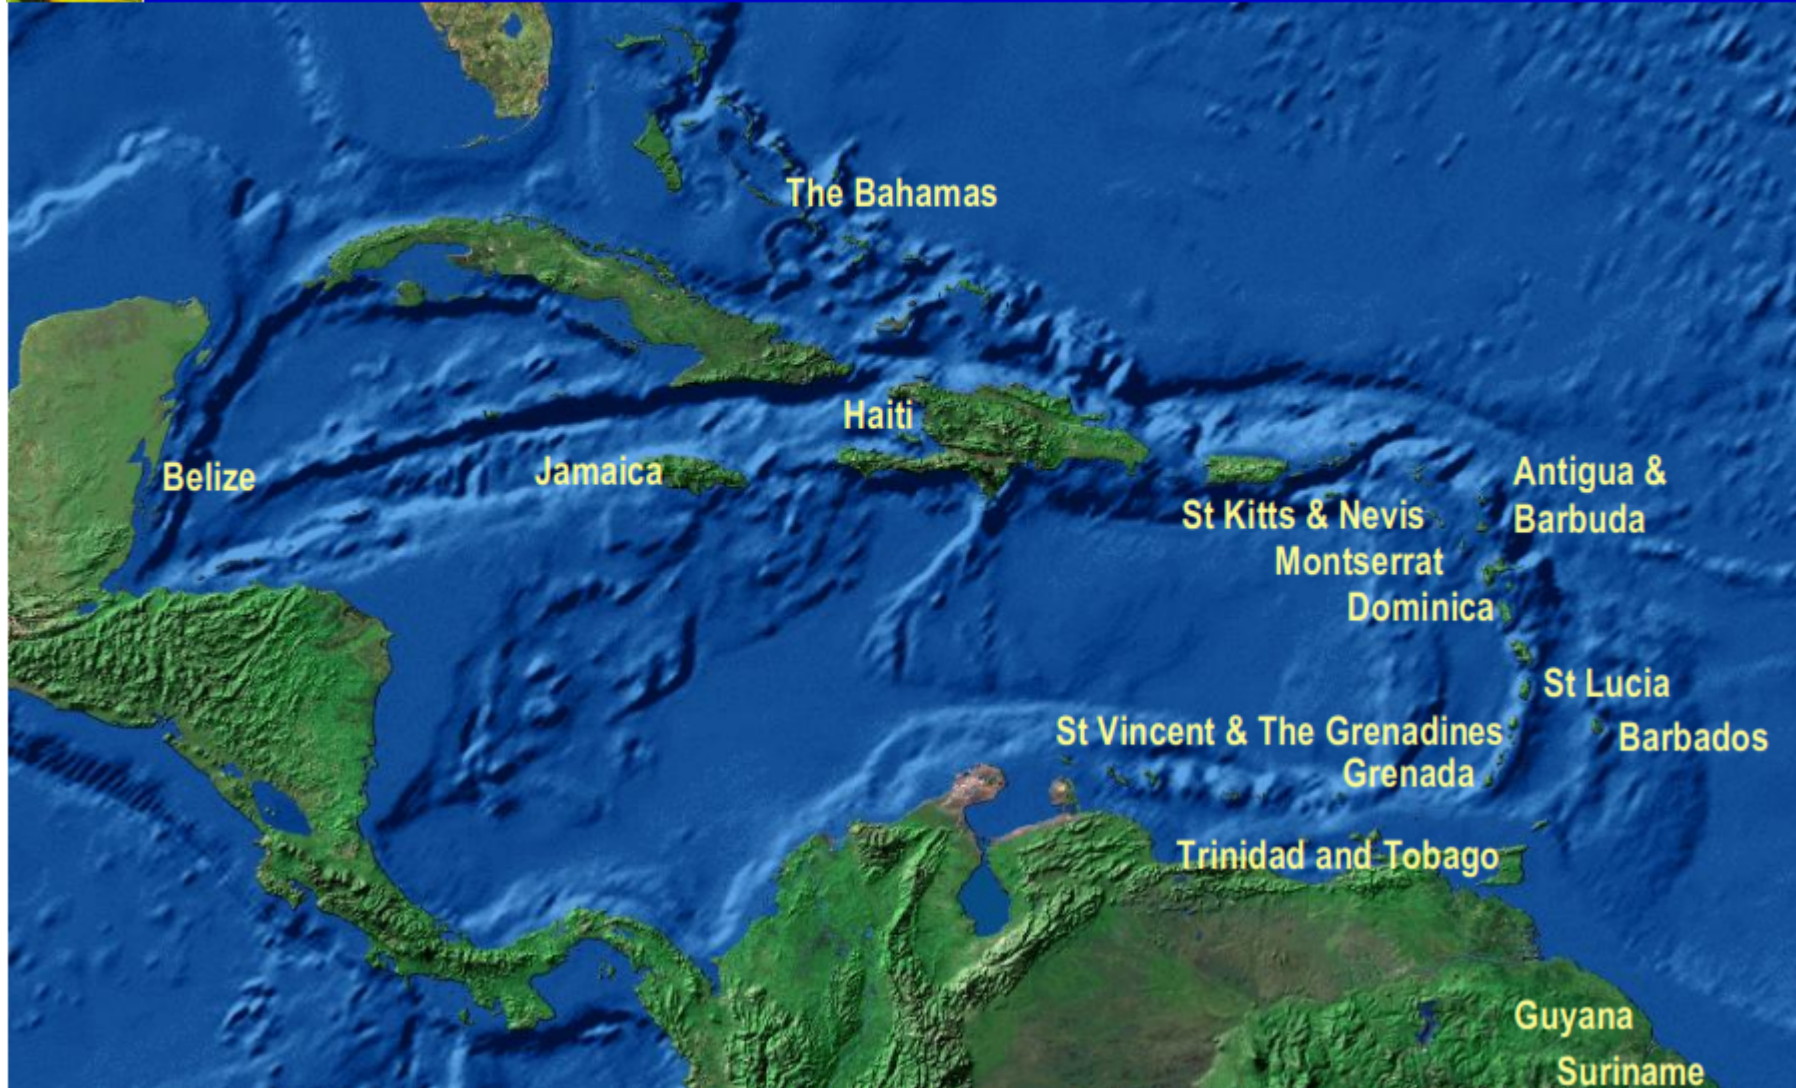 The Bahamas
Haiti
Belize
Jamaica
Antigua &
Barbuda
St Kitts & Nevis
Montserrat
Dominica
St Lucia
St Vincent & The Grenadines
Barbados
Grenada
Trinidad and Tobago
Guyana
Suriname